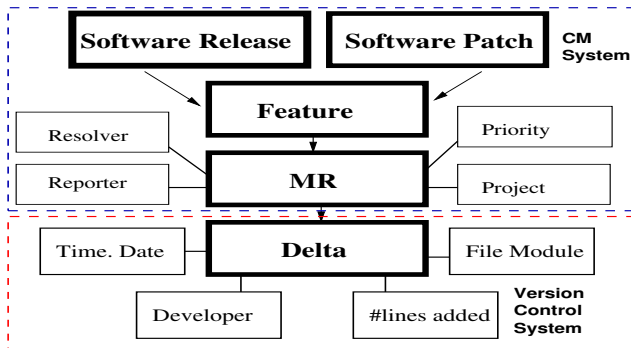 Software Release
Software Patch
CM
System
Feature
Resolver
Priority
MR
Reporter
Project
Delta
Time. Date
File Module
Developer
#lines added
Version
Control
System